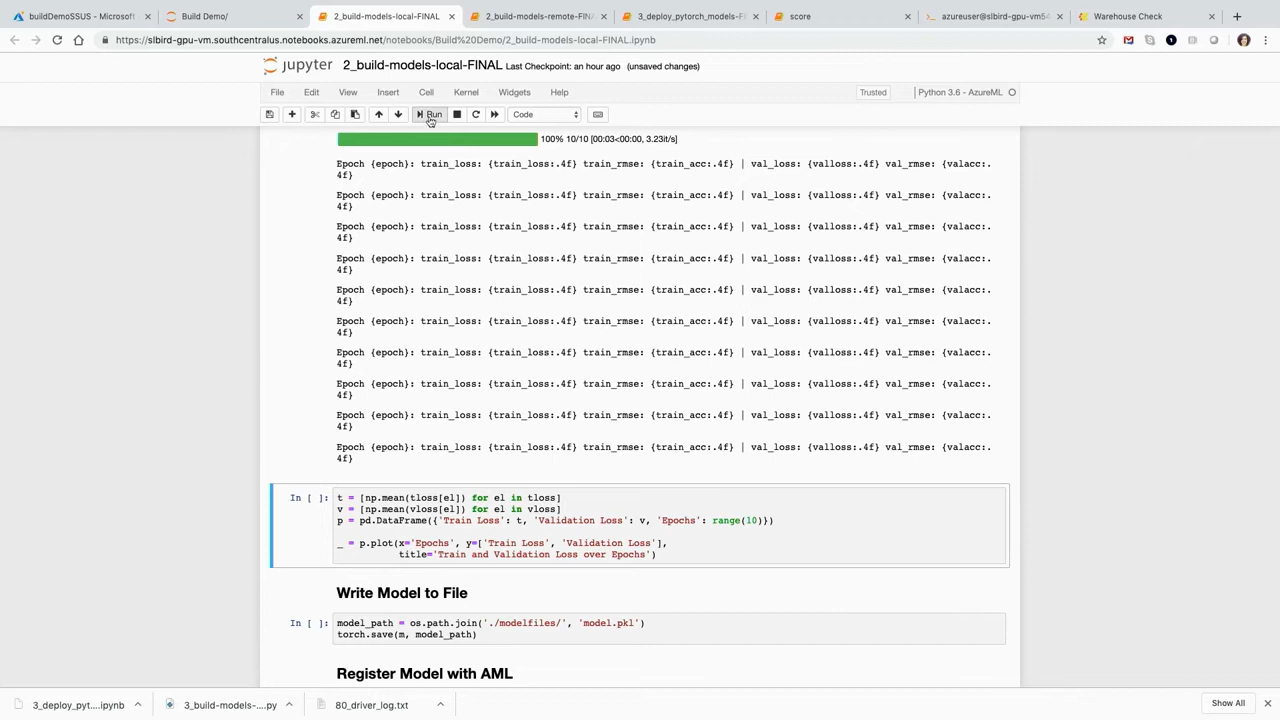 buildDemoSSUS - Microsoft
Build Demo/
2_build-models-local-FINAL
2_build-models-remote-FINA
3_deploy_pytorch_models-F
score
azureuser@slbird-gpu-vm54
Warehouse Check
https://slbird-gpu-vm.southcentralus.notebooks.azureml.net/notebooks/Build%20Demo/2_build-models-local-FINAL.ipynb
jupyter 2_build-models-local-FINAL Last Checkpoint: an hour ago (unsaved changes)
File Edit View Insert Cell Kernel Widgets Help Trusted Python 3.6 - AzureML
Run Code
100% 10/10 [00:03<00:00, 3.23it/s]
Epoch {epoch}: train_loss: {train_loss:.4f} train_rmse: {train_acc:.4f} | val_loss: {valloss:.4f} val_rmse: {valacc:.
4f}
Epoch {epoch}: train_loss: {train_loss:.4f} train_rmse: {train_acc:.4f} | val_loss: {valloss:.4f} val_rmse: {valacc:.
4f}
Epoch {epoch}: train_loss: {train_loss:.4f} train_rmse: {train_acc:.4f} | val_loss: {valloss:.4f} val_rmse: {valacc:.
4f}
Epoch {epoch}: train_loss: {train_loss:.4f} train_rmse: {train_acc:.4f} | val_loss: {valloss:.4f} val_rmse: {valacc:.
4f}
Epoch {epoch}: train_loss: {train_loss:.4f} train_rmse: {train_acc:.4f} | val_loss: {valloss:.4f} val_rmse: {valacc:.
4f}
Epoch {epoch}: train_loss: {train_loss:.4f} train_rmse: {train_acc:.4f} | val_loss: {valloss:.4f} val_rmse: {valacc:.
4f}
Epoch {epoch}: train_loss: {train_loss:.4f} train_rmse: {train_acc:.4f} | val_loss: {valloss:.4f} val_rmse: {valacc:.
4f}
Epoch {epoch}: train_loss: {train_loss:.4f} train_rmse: {train_acc:.4f} | val_loss: {valloss:.4f} val_rmse: {valacc:.
4f}
Epoch {epoch}: train_loss: {train_loss:.4f} train_rmse: {train_acc:.4f} | val_loss: {valloss:.4f} val_rmse: {valacc:.
4f}
Epoch {epoch}: train_loss: {train_loss:.4f} train_rmse: {train_acc:.4f} | val_loss: {valloss:.4f} val_rmse: {valacc:.
4f}
In [ ]: t = [np.mean(tloss[el]) for el in tloss]
v = [np.mean(vloss[el]) for el in vloss]
p = pd.DataFrame({'Train Loss': t, 'Validation Loss': v, 'Epochs': range(10)})
_ = p.plot(x='Epochs', y=['Train Loss', 'Validation Loss'],
title='Train and Validation Loss over Epochs')
Write Model to File
In [ ]: model_path = os.path.join('./modelfiles/', 'model.pkl')
torch.save(m, model_path)
Register Model with AML
3_deploy_pyt....ipynb
3_build-models-....py
80_driver_log.txt
Show All